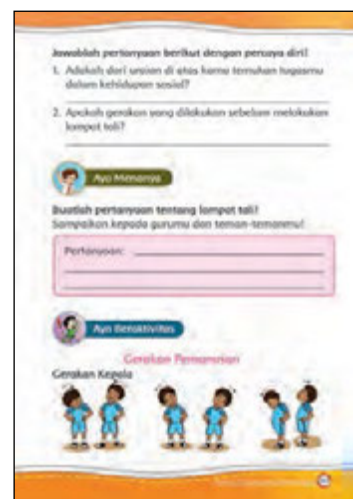 Jawablah pertanyaan berikut dengan percaya diri!
1. Adakah dari uraian di atas kamu temukan tugasmu
dalam kehidupan sosial?
2. Apakah gerakan yang dilakukan sebelum melakukan
lompat tali?
Ayo Menanya
Buatlah pertanyaan tentang lompat tali?
Sampaikan kepada gurumu dan teman-temanmu!
Pertanyaan:
Ayo Beraktivitas
Gerakan Pemanasan
Gerakan Kepala